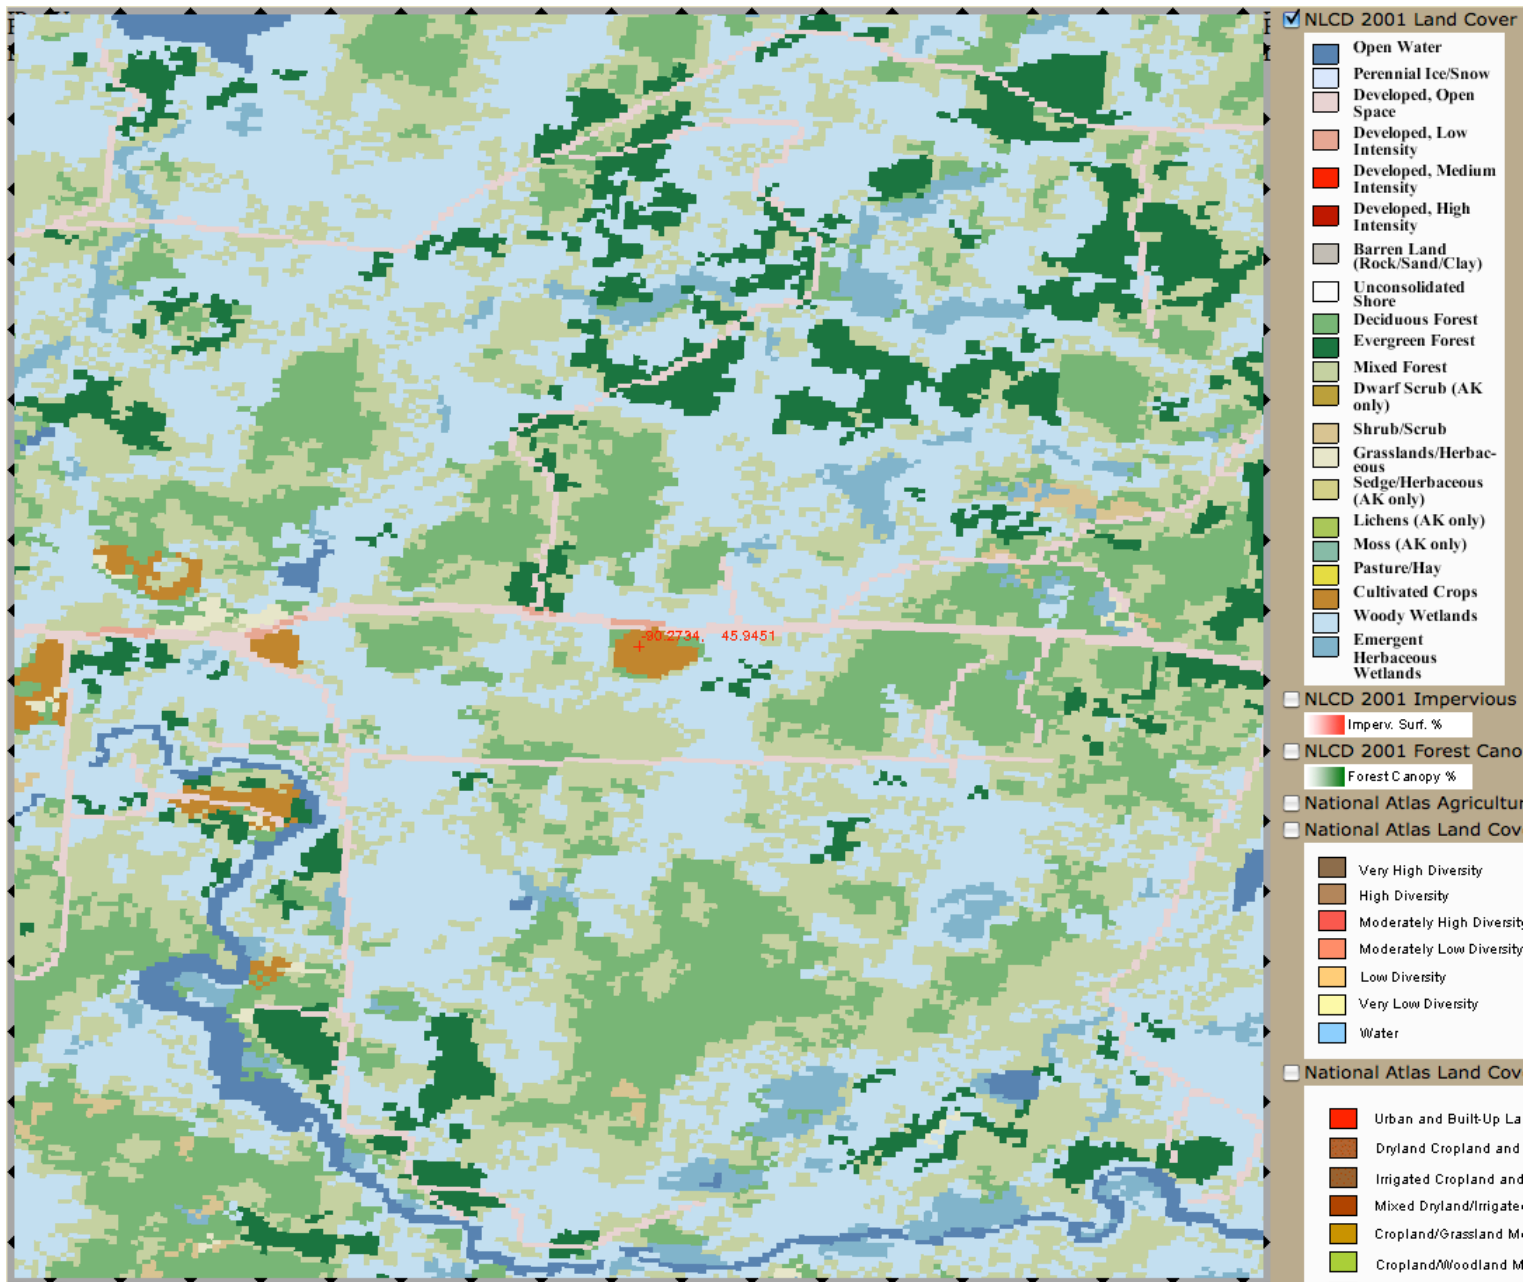 NLCD 2001 Land Cover
Open Water
Perennial Ice/Snow
Developed, Open
Space
Developed, Low
Intensity
Developed, Medium
Intensity
Developed, High
Intensity
Barren Land
(Rock/Sand/Clay)
Unconsolidated
Shore
Deciduous Forest
Evergreen Forest
Mixed Forest
Dwarf Scrub (AK
only)
Shrub/Scrub
Grasslands/Herbac-
eous
Sedge/Herbaceous
(AK only)
Lichens (AK only)
Moss (AK only)
Pasture/Hay
Cultivated Crops
Woody Wetlands
Emergent
Herbaceous
Wetlands
-90.2734, 45.9451
NLCD 2001 Impervious
Imperv. Surf. %
NLCD 2001 Forest Cano
Forest Canopy %
National Atlas Agricultur
National Atlas Land Cov
Very High Diversity
High Diversity
Moderately High Diversity
Moderately Low Diversity
Low Diversity
Very Low Diversity
Water
National Atlas Land Cov
Urban and Built-Up La
Dryland Cropland and
Irrigated Cropland and
Mixed Dryland/Irrigate
Cropland/Grassland M
Cropland/Woodland M